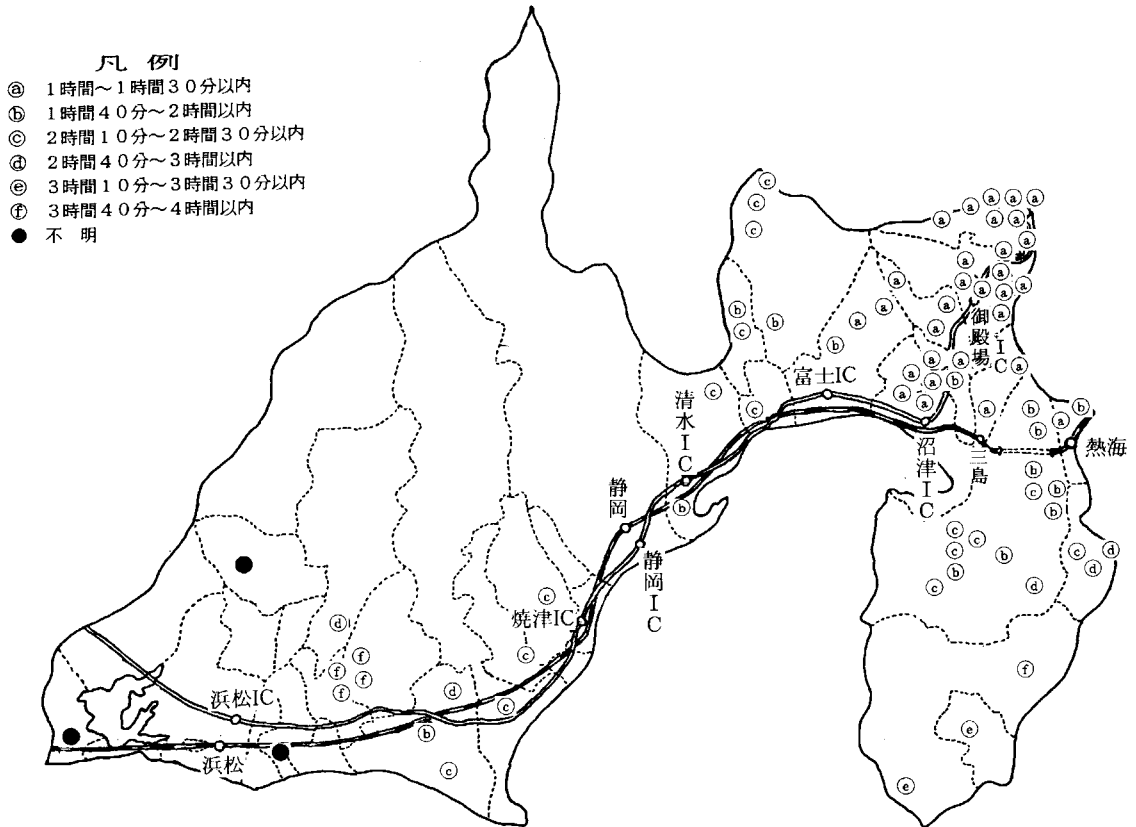 凡例
ⓐ 1時間～1時間30分以内
ⓑ 1時間40分～2時間以内
ⓒ 2時間10分～2時間30分以内
ⓓ 2時間40分～3時間以内
ⓔ 3時間10分～3時間30分以内
ⓕ 3時間40分～4時間以内
● 不明
ⓒ
ⓒ
ⓒ
ⓐ ⓐ ⓐ ⓐ
ⓐ ⓐ ⓐ
ⓐ
ⓐ
ⓐ ⓐ
ⓐ ⓐ ⓐ ⓐ ⓐ
ⓐ ⓐ
ⓑ ⓐ ⓐ ⓐ
ⓒ ⓑ ⓐ ⓐ
ⓑ
御殿場IC
ⓐ ⓐ ⓐ
ⓐ ⓐ ⓑ
ⓐ ⓐ
富士IC
ⓒ
ⓒ
ⓐ ⓑ ⓑ
ⓑ ⓐ
清水IC
沼津IC
三島
熱海
静岡
ⓑ
静岡IC
ⓑ
ⓒ ⓑ
ⓑ
ⓒ ⓒ
ⓒ ⓑ
ⓑ
ⓒ
ⓒ ⓓ
ⓓ
ⓓ
ⓒ
焼津IC
ⓓ
ⓒ
ⓕ
ⓕ ⓕ
ⓕ
ⓓ
ⓒ
浜松IC
ⓑ
浜松
ⓒ
ⓕ
ⓔ
ⓔ